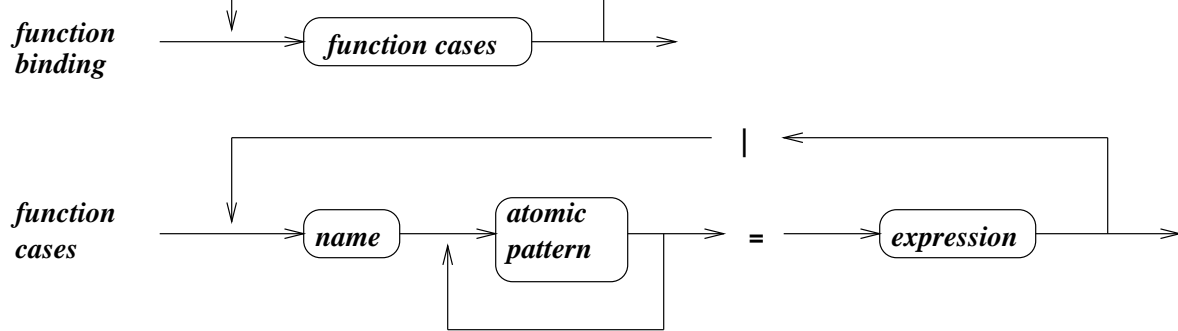 function
binding
function cases
|
function
cases
name
atomic
pattern
=
expression